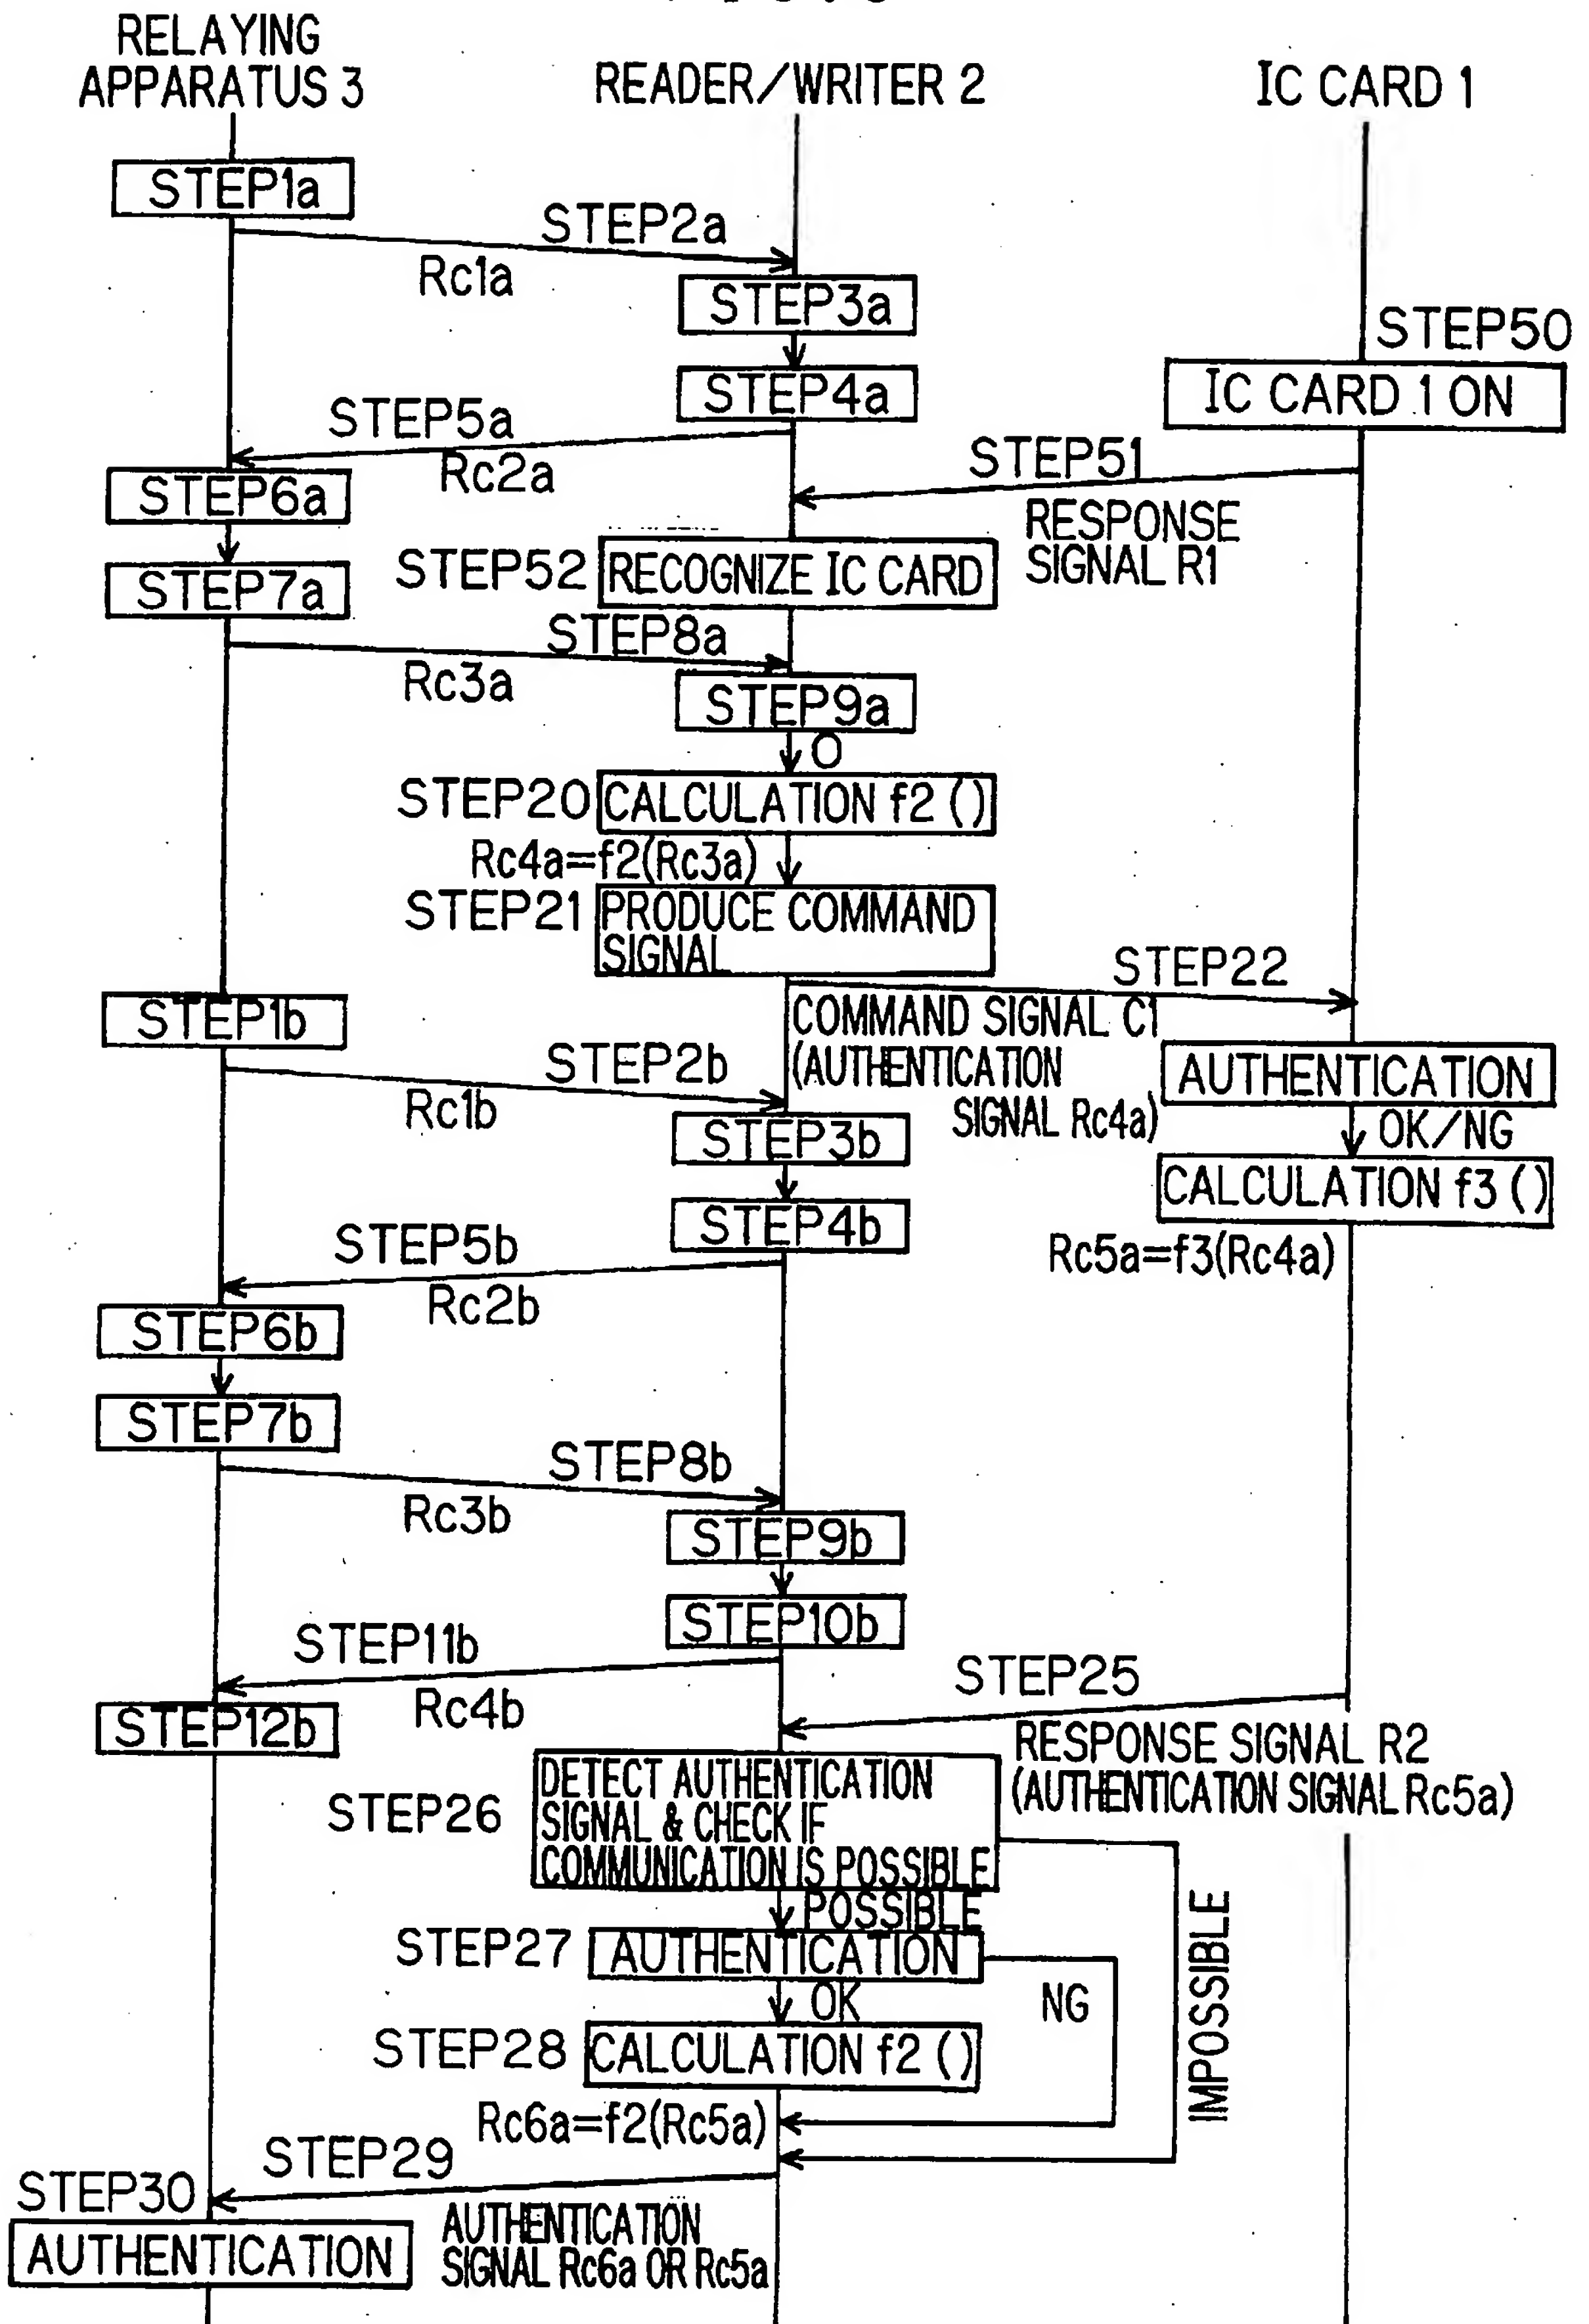 RELAYING
APPARATUS 3
READER/WRITER 2
IC CARD 1
STEP1a
STEP2a
Rc1a
STEP3a
STEP50
STEP4a
IC CARD 1 ON
STEP5a
Rc2a
STEP51
STEP6a
RESPONSE
SIGNAL R1
STEP52
RECOGNIZE IC CARD
STEP7a
STEP8a
Rc3a
STEP9a
O
STEP20
CALCULATION f2 ()
Rc4a=f2(Rc3a)
STEP21
PRODUCE COMMAND
SIGNAL
STEP22
STEP1b
COMMAND SIGNAL C1
(AUTHENTICATION
SIGNAL Rc4a)
STEP2b
Rc1b
AUTHENTICATION
STEP3b
OK/NG
CALCULATION f3 ()
STEP4b
Rc5a=f3(Rc4a)
STEP5b
Rc2b
STEP6b
STEP7b
STEP8b
Rc3b
STEP9b
STEP10b
STEP11b
Rc4b
STEP25
STEP12b
RESPONSE SIGNAL R2
(AUTHENTICATION SIGNAL Rc5a)
STEP26
DETECT AUTHENTICATION
SIGNAL & CHECK IF
COMMUNICATION IS POSSIBLE
POSSIBLE
IMPOSSIBLE
STEP27
AUTHENTICATION
OK
NG
STEP28
CALCULATION f2 ()
Rc6a=f2(Rc5a)
STEP29
STEP30
AUTHENTICATION
AUTHENTICATION
SIGNAL Rc6a OR Rc5a